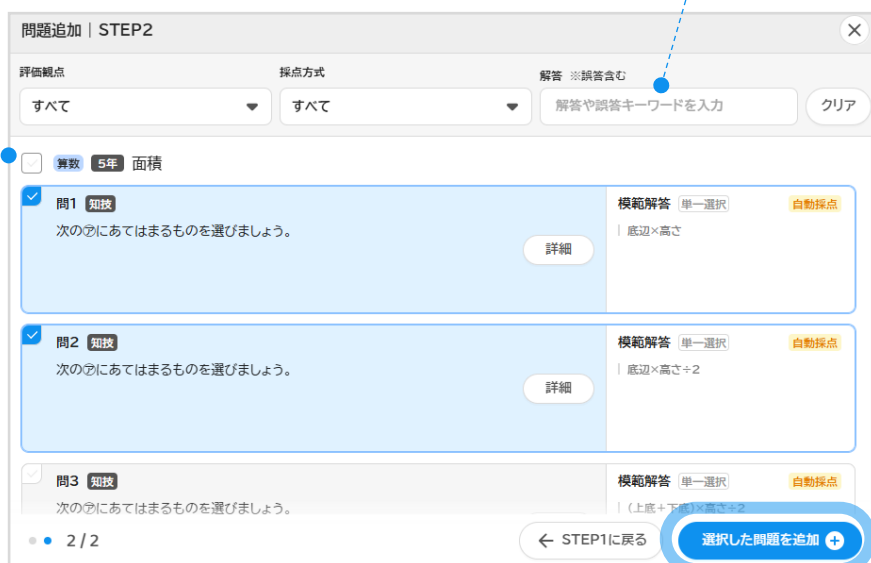 問題追加｜STEP2
評価観点
採点方式
解答 ※誤答含む
すべて
すべて
解答や誤答キーワードを入力
クリア
算数 5年 面積
問1 知技
模範解答 単一選択 自動採点
次の㋐にあてはまるものを選びましょう。
底辺×高さ
詳細
問2 知技
模範解答 単一選択 自動採点
次の㋐にあてはまるものを選びましょう。
底辺×高さ÷2
詳細
問3 知技
模範解答 単一選択 自動採点
次の㋐にあてはまるものを選びましょう。
(上底+下底)×高さ÷2
2/2
← STEP1に戻る
選択した問題を追加